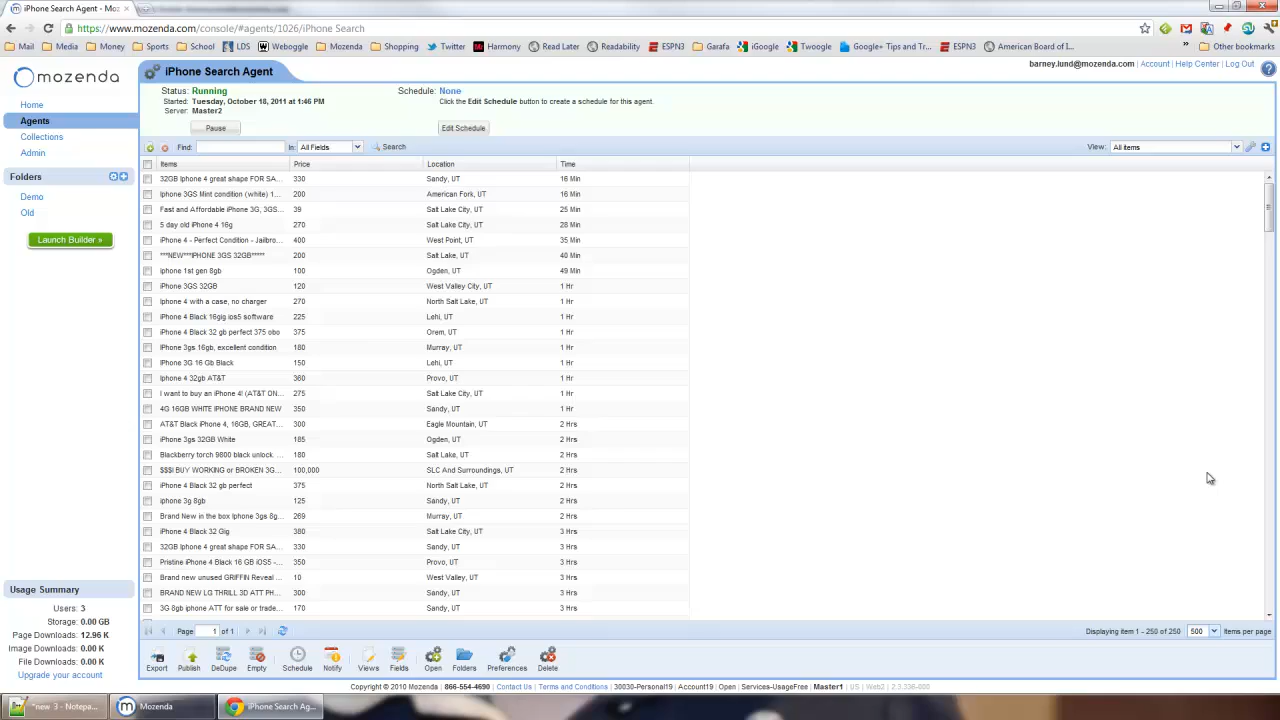 iPhone Search Agent - Moz
https://www.mozenda.com/console/#agents/1026/iPhone Search
Mail Media Money Sports School LDS Weboggle Mozenda Shopping Twitter Harmony Read Later Readability ESPN3 Garafa iGoogle Twoogle Google+ Tips and Tr... ESPN3 American Board of I... » Other bookmarks
mozenda
iPhone Search Agent
barney.lund@mozenda.com | Account | Help Center | Log Out
Home
Agents
Collections
Admin
Folders
Demo
Old
Launch Builder »
Status: Running
Started: Tuesday, October 18, 2011 at 1:46 PM
Server: Master2
Pause
Schedule: None
Click the Edit Schedule button to create a schedule for this agent.
Edit Schedule
Find: In: All Fields Search View: All items
Items Price Location Time
32GB Iphone 4 great shape FOR SA... 330 Sandy, UT 16 Min
Iphone 3GS Mint condition (white) 1... 200 American Fork, UT 16 Min
Fast and Affordable iPhone 3G, 3GS... 39 Salt Lake City, UT 25 Min
5 day old iPhone 4 16g 270 Salt Lake City, UT 28 Min
iPhone 4 - Perfect Condition - Jailbro... 400 West Point, UT 35 Min
***NEW***IPHONE 3GS 32GB***** 200 Salt Lake, UT 40 Min
iphone 1st gen 8gb 100 Ogden, UT 49 Min
iPhone 3GS 32GB 120 West Valley City, UT 1 Hr
Iphone 4 with a case, no charger 270 North Salt Lake, UT 1 Hr
iPhone 4 Black 16gig ios5 software 225 Lehi, UT 1 Hr
iPhone 4 Black 32 gb perfect 375 obo 375 Orem, UT 1 Hr
iPhone 3gs 16gb, excellent condition 180 Murray, UT 1 Hr
IPhone 3G 16 Gb Black 150 Lehi, UT 1 Hr
Iphone 4 32gb AT&T 360 Provo, UT 1 Hr
I want to buy an iPhone 4! (AT&T ON... 275 Salt Lake City, UT 1 Hr
4G 16GB WHITE IPHONE BRAND NEW 350 Sandy, UT 1 Hr
AT&T Black iPhone 4, 16GB, GREAT... 300 Eagle Mountain, UT 2 Hrs
iPhone 3gs 32GB White 185 Ogden, UT 2 Hrs
Blackberry torch 9800 black unlock... 180 Salt Lake, UT 2 Hrs
$$$I BUY WORKING or BROKEN 3G... 100,000 SLC And Surroundings, UT 2 Hrs
iPhone 4 Black 32 gb perfect 375 North Salt Lake, UT 2 Hrs
iphone 3g 8gb 125 Sandy, UT 2 Hrs
Brand New in the box Iphone 3gs 8g... 269 Murray, UT 2 Hrs
iPhone 4 Black 32 Gig 380 Salt Lake City, UT 3 Hrs
32GB Iphone 4 great shape FOR SA... 330 Sandy, UT 3 Hrs
Pristine iPhone 4 Black 16 GB iOS5 -... 350 Provo, UT 3 Hrs
Brand new unused GRIFFIN Reveal ... 10 West Valley, UT 3 Hrs
BRAND NEW LG THRILL 3D ATT PH... 300 Sandy, UT 3 Hrs
3G 8gb iphone ATT for sale or trade... 170 Sandy, UT 3 Hrs
Usage Summary
Users: 3
Storage: 0.00 GB
Page Downloads: 12.96 K
Image Downloads: 0.00 K
File Downloads: 0.00 K
Upgrade your account
Page: 1 of 1 Displaying item 1 - 250 of 250 500 Items per page
Export Publish DeDupe Empty Schedule Notify Views Fields Open Folders Preferences Delete
Copyright © 2010 Mozenda 866-554-4690 | Contact Us | Terms and Conditions | 30030-Personal19 | Account19 | Open | Services-UsageFree | Master1 | US | Web2 | 2.3.338-000
*new 3 - Notepa... Mozenda iPhone Search Ag...